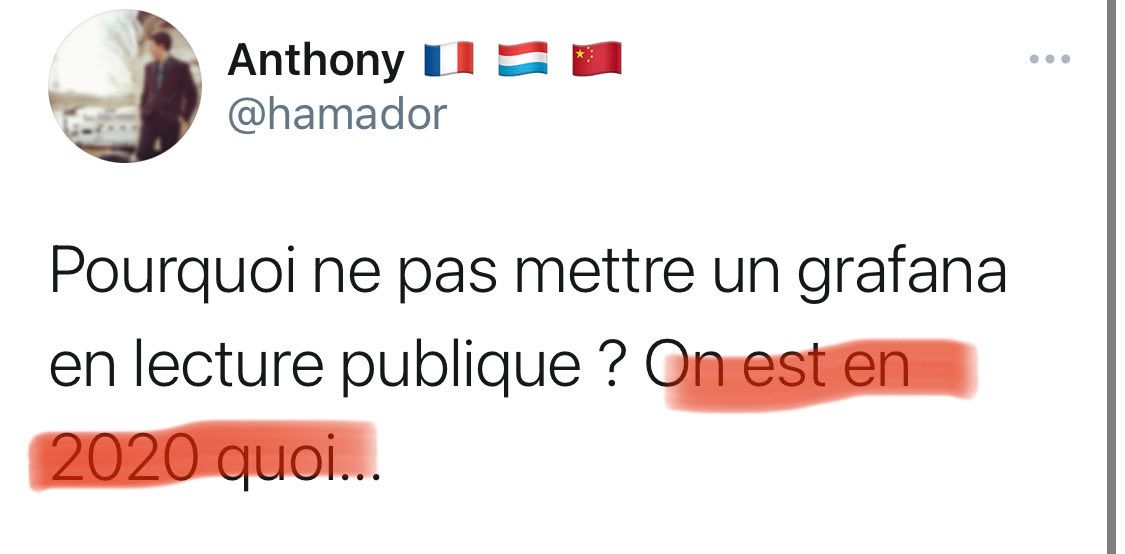 Anthony 🇫🇷 🇱🇺 🇨🇳
@hamador
Pourquoi ne pas mettre un grafana
en lecture publique ? On est en
2020 quoi...